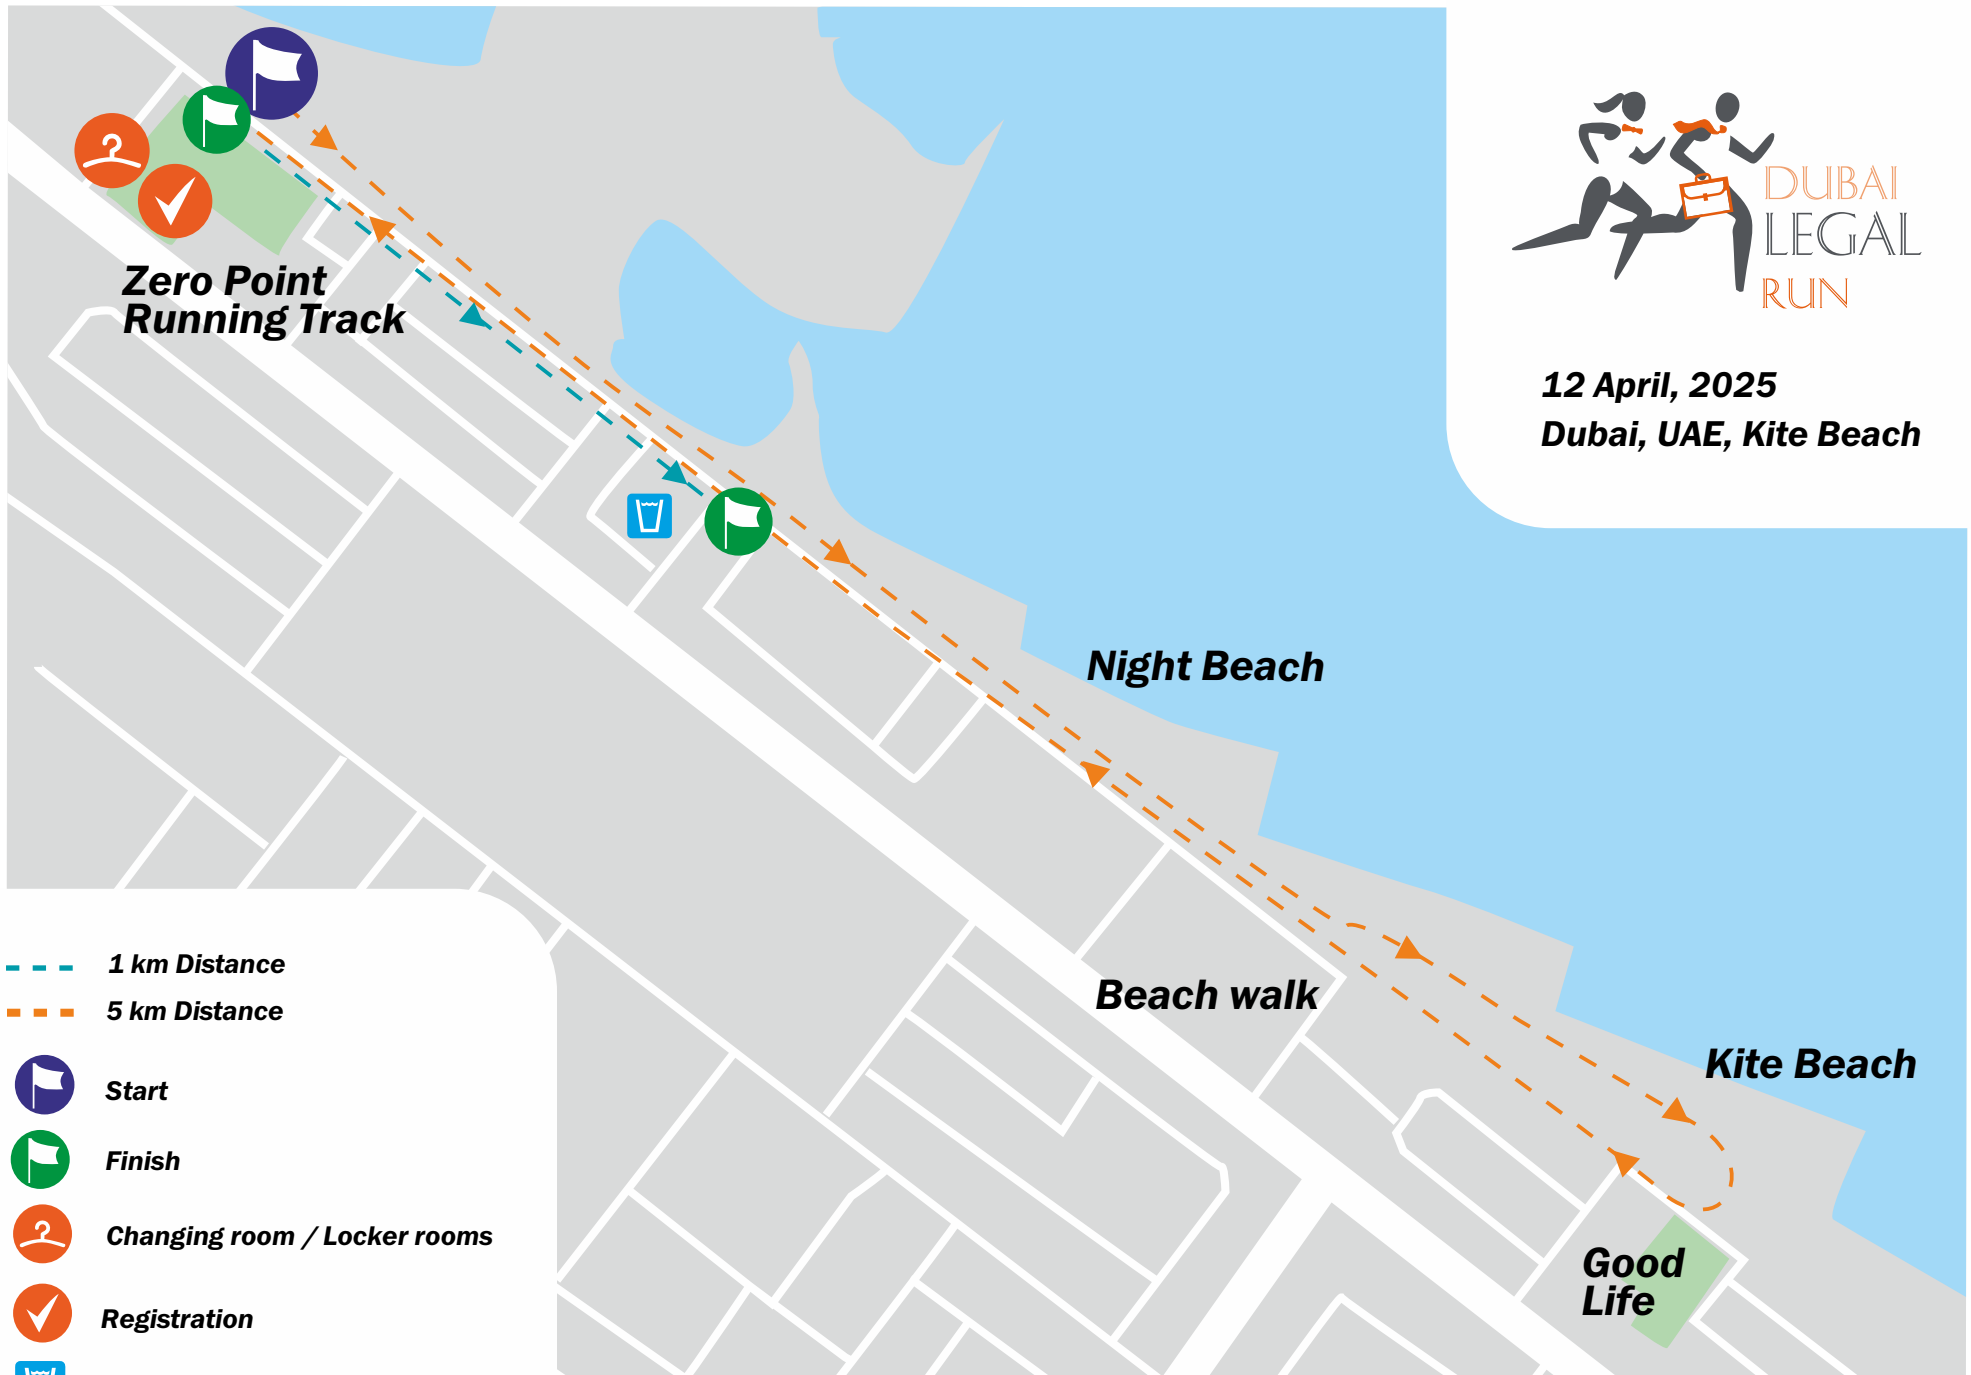 DUBAI
LEGAL
RUN
12 April, 2025
Dubai, UAE, Kite Beach
Zero Point
Running Track
Night Beach
Beach walk
Kite Beach
Good
Life
1 km Distance
5 km Distance
Start
Finish
Changing room / Locker rooms
Registration